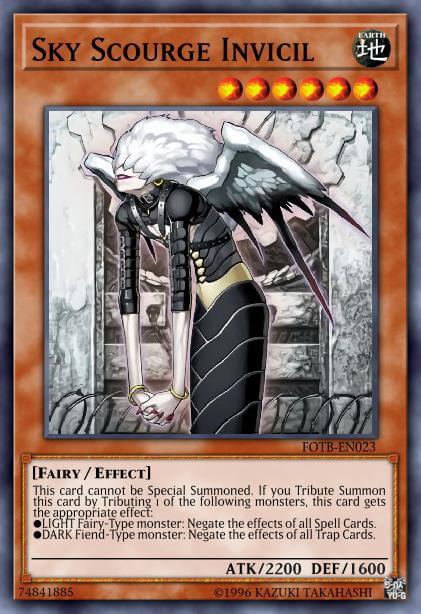 SKY SCOURGE INVICIL
EARTH
地
FOTB-EN023
[FAIRY / EFFECT]
This card cannot be Special Summoned. If you Tribute Summon
this card by Tributing 1 of the following monsters, this card gets
the appropriate effect:
●LIGHT Fairy-Type monster: Negate the effects of all Spell Cards.
●DARK Fiend-Type monster: Negate the effects of all Trap Cards.
ATK/2200 DEF/1600
74841885
©1996 KAZUKI TAKAHASHI